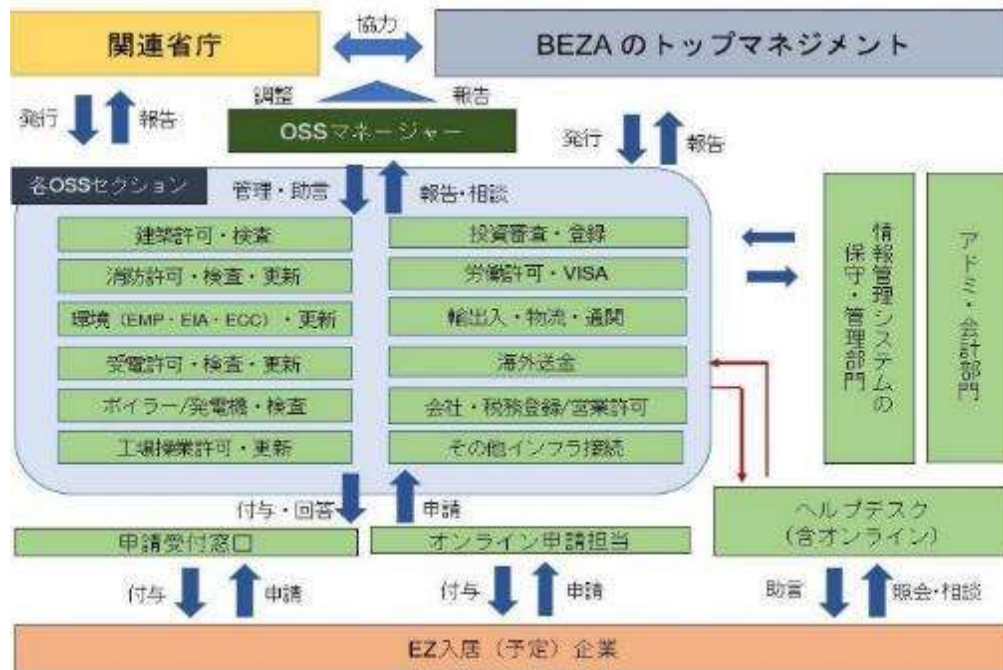 関連省庁
協力
BEZA のトップマネジメント
調整
報告
発行
報告
OSSマネージャー
発行
報告
各OSSセクション
管理・助言
報告・相談
建築許可・検査
投資審査・登録
消防許可・検査・更新
労働許可・VISA
環境（EMP・EIA・ECC）・更新
輸出入・物流・通関
受電許可・検査・更新
海外送金
ボイラー/発電機・検査
会社・税務登録/営業許可
工場操業許可・更新
その他インフラ接続
情報管理システムの
保守・管理部門
アドミ・会計部門
付与・回答
申請
申請受付窓口
オンライン申請担当
ヘルプデスク
（含オンライン）
付与
申請
付与
申請
助言
照会・相談
EZ入居（予定）企業